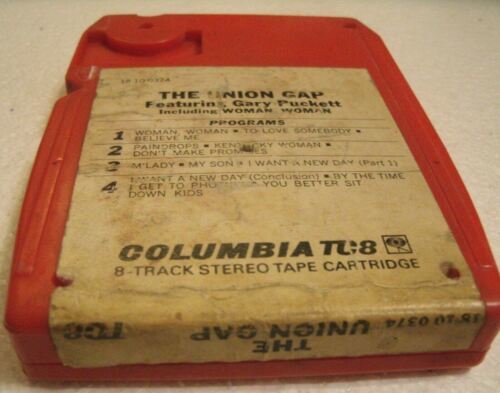 18 10 0374
THE UNION GAP
Featuring Gary Puckett
Including WOMAN, WOMAN
PROGRAMS
1 WOMAN, WOMAN • TO LOVE SOMEBODY •
BELIEVE ME
2 PAINDROPS • KENTUCKY WOMAN •
DON'T MAKE PROMISES
3 M'LADY • MY SON • I WANT A NEW DAY (Part 1)
4 I WANT A NEW DAY (Conclusion) • BY THE TIME
I GET TO PHOENIX • YOU BETTER SIT
DOWN KIDS
COLUMBIA TC8
8-TRACK STEREO TAPE CARTRIDGE
18 10 0374
THE
UNION GAP
TC8